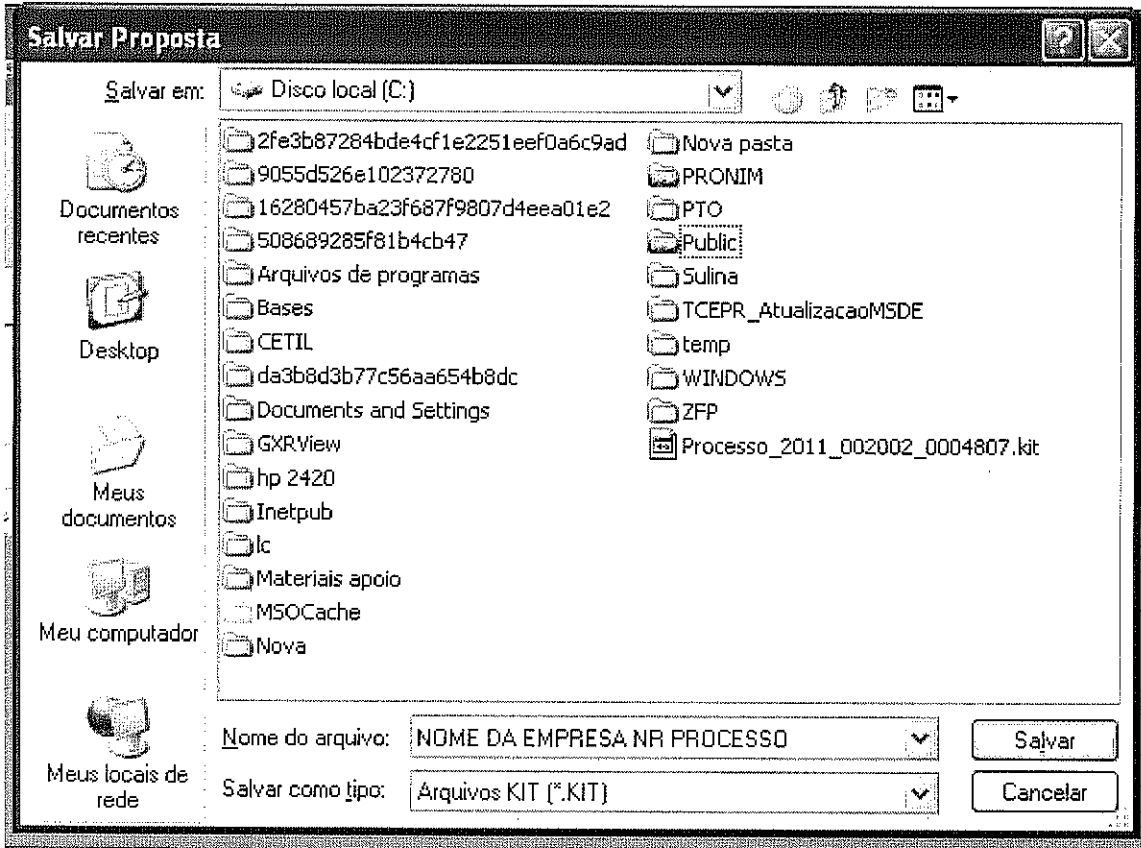 Salvar Proposta
Salvar em:
Disco local (C:)
Documentos
recentes
Desktop
Meus
documentos
Meu computador
Meus locais de
rede
2fe3b87284bde4cf1e2251eef0a6c9ad
9055d526e102372780
16280457ba23f687f9807d4eea01e2
508689285f81b4cb47
Arquivos de programas
Bases
CETIL
da3b8d3b77c56aa654b8dc
Documents and Settings
GXRView
hp 2420
Inetpub
lc
Materiais apoio
MSOCache
Nova
Nova pasta
PRONIM
PTO
Public
Sulina
TCEPR_AtualizacaoMSDE
temp
WINDOWS
ZFP
Processo_2011_002002_0004807.kit
Nome do arquivo:
NOME DA EMPRESA NR PROCESSO
Salvar
Salvar como tipo:
Arquivos KIT (*.KIT)
Cancelar